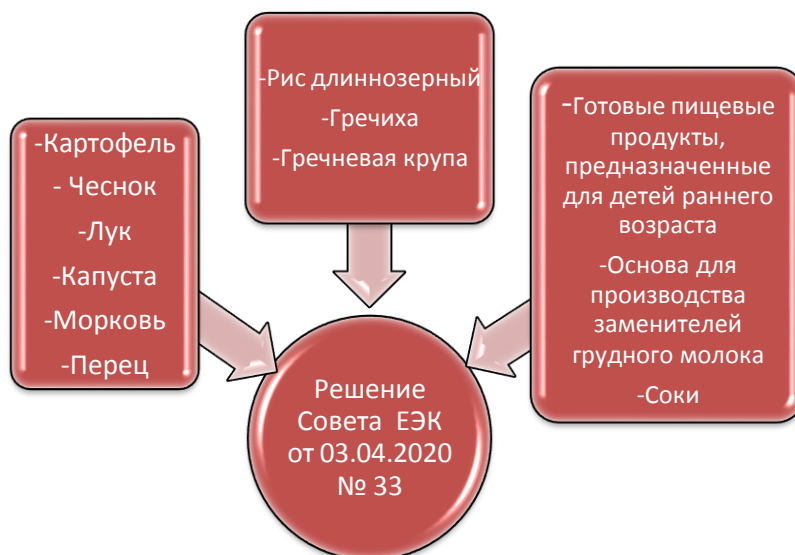 -Картофель
- Чеснок
-Лук
-Капуста
-Морковь
-Перец
-Рис длиннозерный
-Гречиха
-Гречневая крупа
-Готовые пищевые
продукты,
предназначенные
для детей раннего
возраста
-Основа для
производства
заменителей
грудного молока
-Соки
Решение
Совета ЕЭК
от 03.04.2020
№ 33